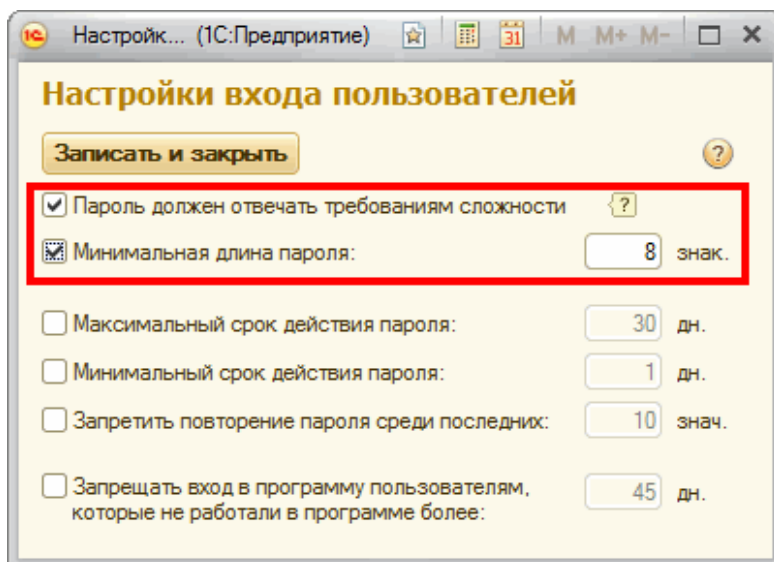 1С Настройк... (1С:Предприятие) 31 M M+ M-
Настройки входа пользователей
Записать и закрыть ?
Пароль должен отвечать требованиям сложности ?
Минимальная длина пароля: 8 знак.
Максимальный срок действия пароля: 30 дн.
Минимальный срок действия пароля: 1 дн.
Запретить повторение пароля среди последних: 10 знач.
Запрещать вход в программу пользователям,
которые не работали в программе более: 45 дн.